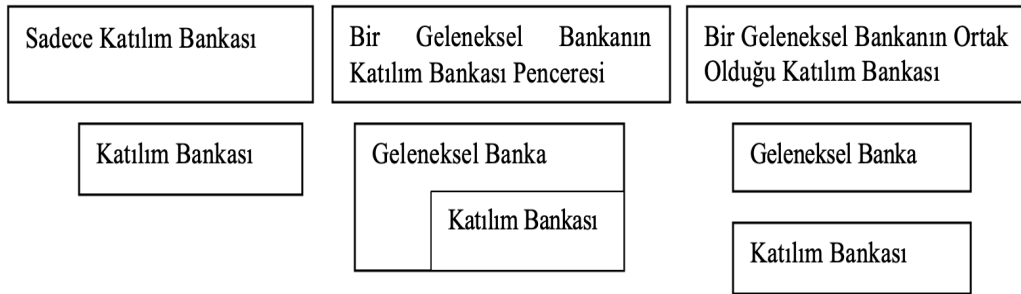 Sadece Katılım Bankası
Bir Geleneksel Bankanın
Katılım Bankası Penceresi
Bir Geleneksel Bankanın Ortak
Olduğu Katılım Bankası
Katılım Bankası
Geleneksel Banka
Katılım Bankası
Geleneksel Banka
Katılım Bankası